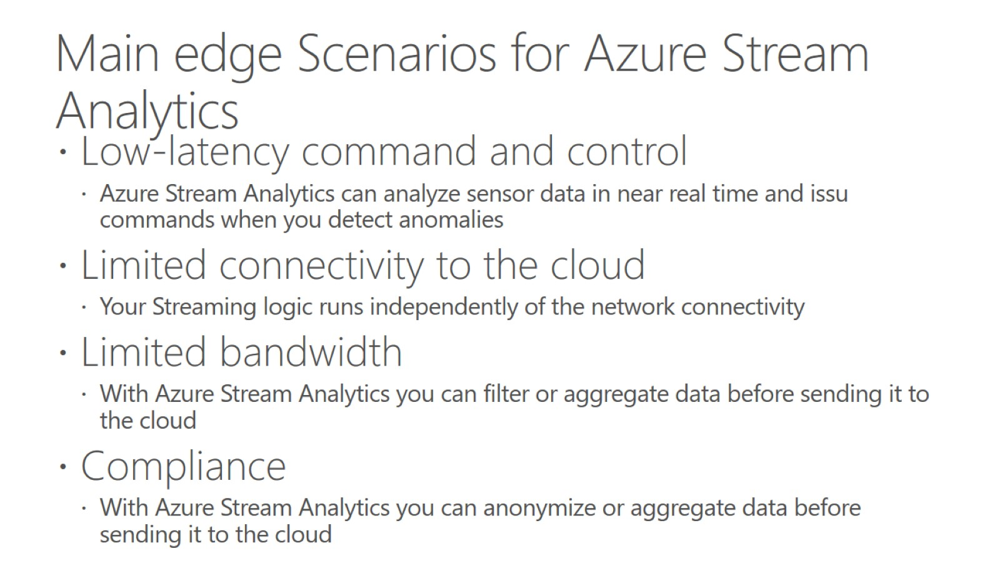 Main edge Scenarios for Azure Stream
Analytics
• Low-latency command and control
• Azure Stream Analytics can analyze sensor data in near real time and issu
commands when you detect anomalies
• Limited connectivity to the cloud
• Your Streaming logic runs independently of the network connectivity
• Limited bandwidth
• With Azure Stream Analytics you can filter or aggregate data before sending it to
the cloud
• Compliance
• With Azure Stream Analytics you can anonymize or aggregate data before
sending it to the cloud